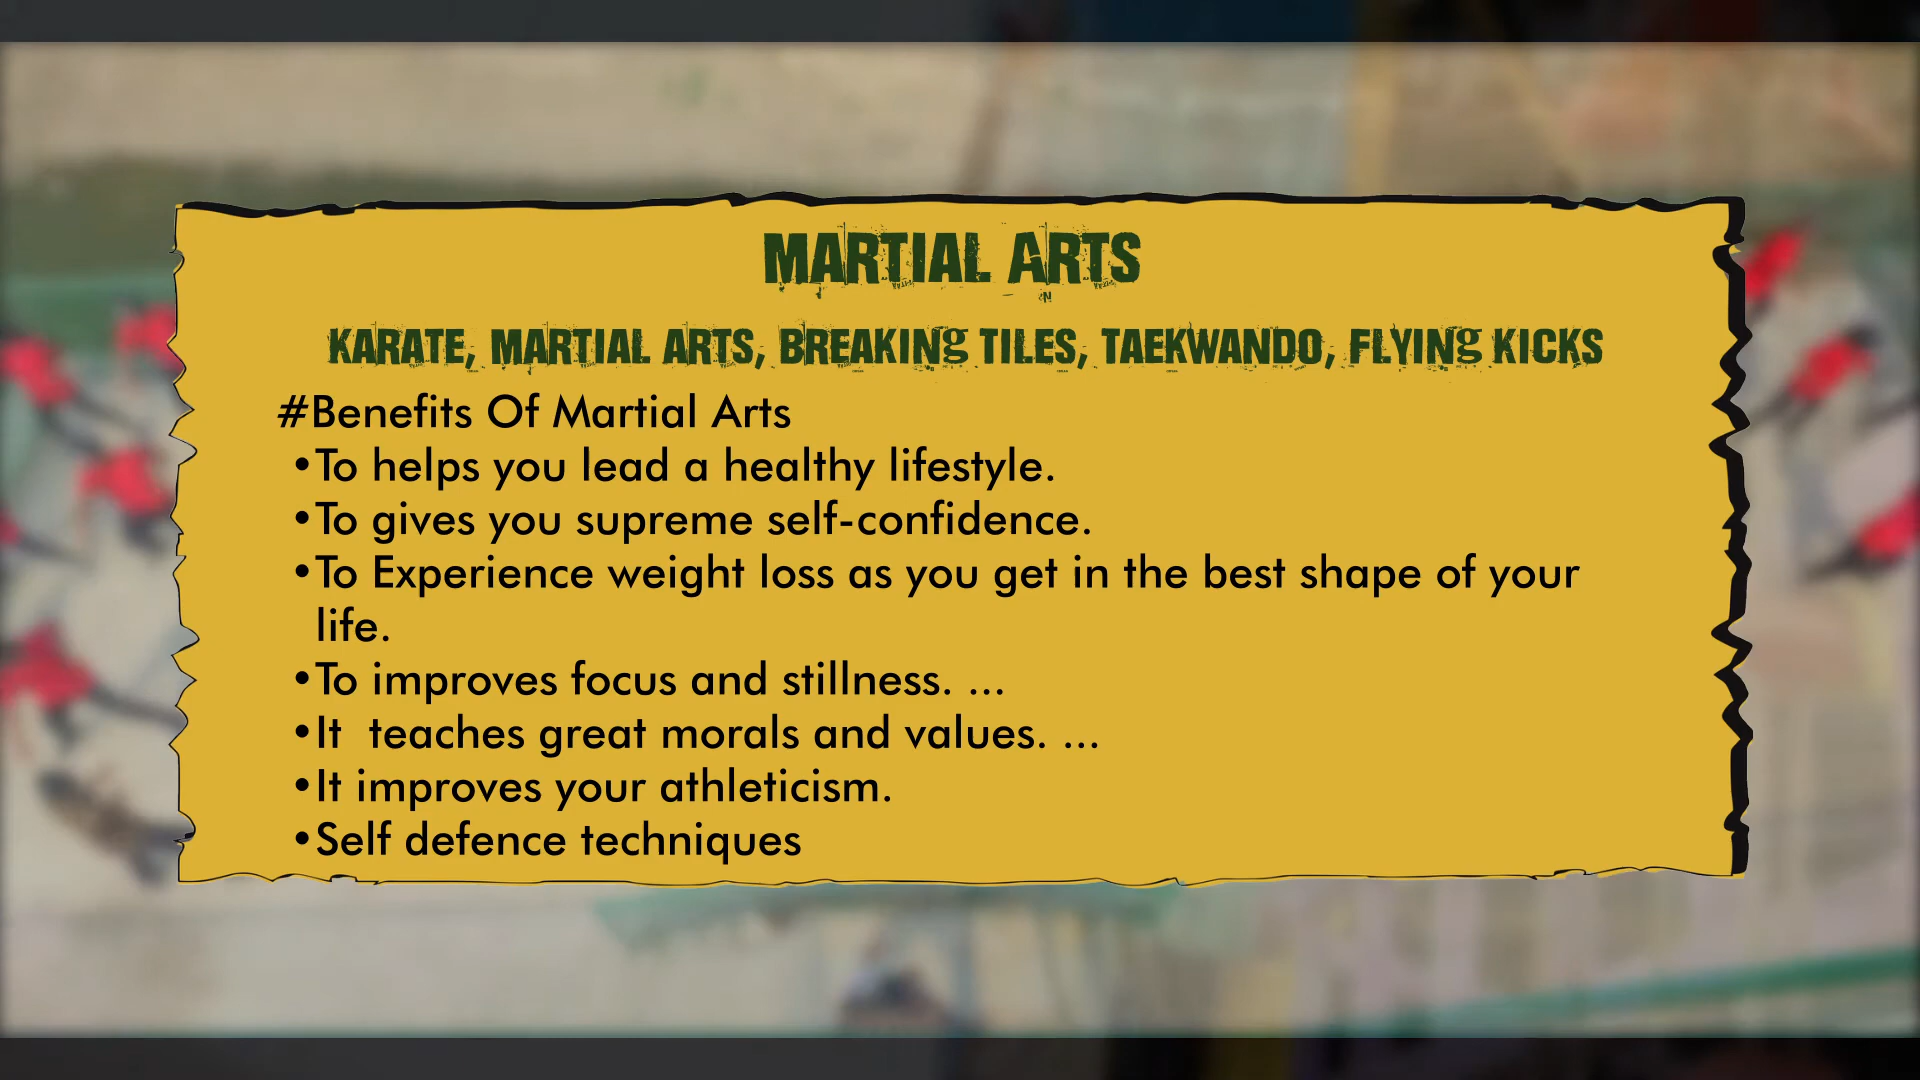 MARTIAL ARTS
KARATE, MARTIAL ARTS, BREAKINg TILES, TAEKWANDO, FLYINg KICKS
#Benefits Of Martial Arts
•To helps you lead a healthy lifestyle.
•To gives you supreme self-confidence.
•To Experience weight loss as you get in the best shape of your
life.
•To improves focus and stillness. ...
•It  teaches great morals and values. ...
•It improves your athleticism.
•Self defence techniques